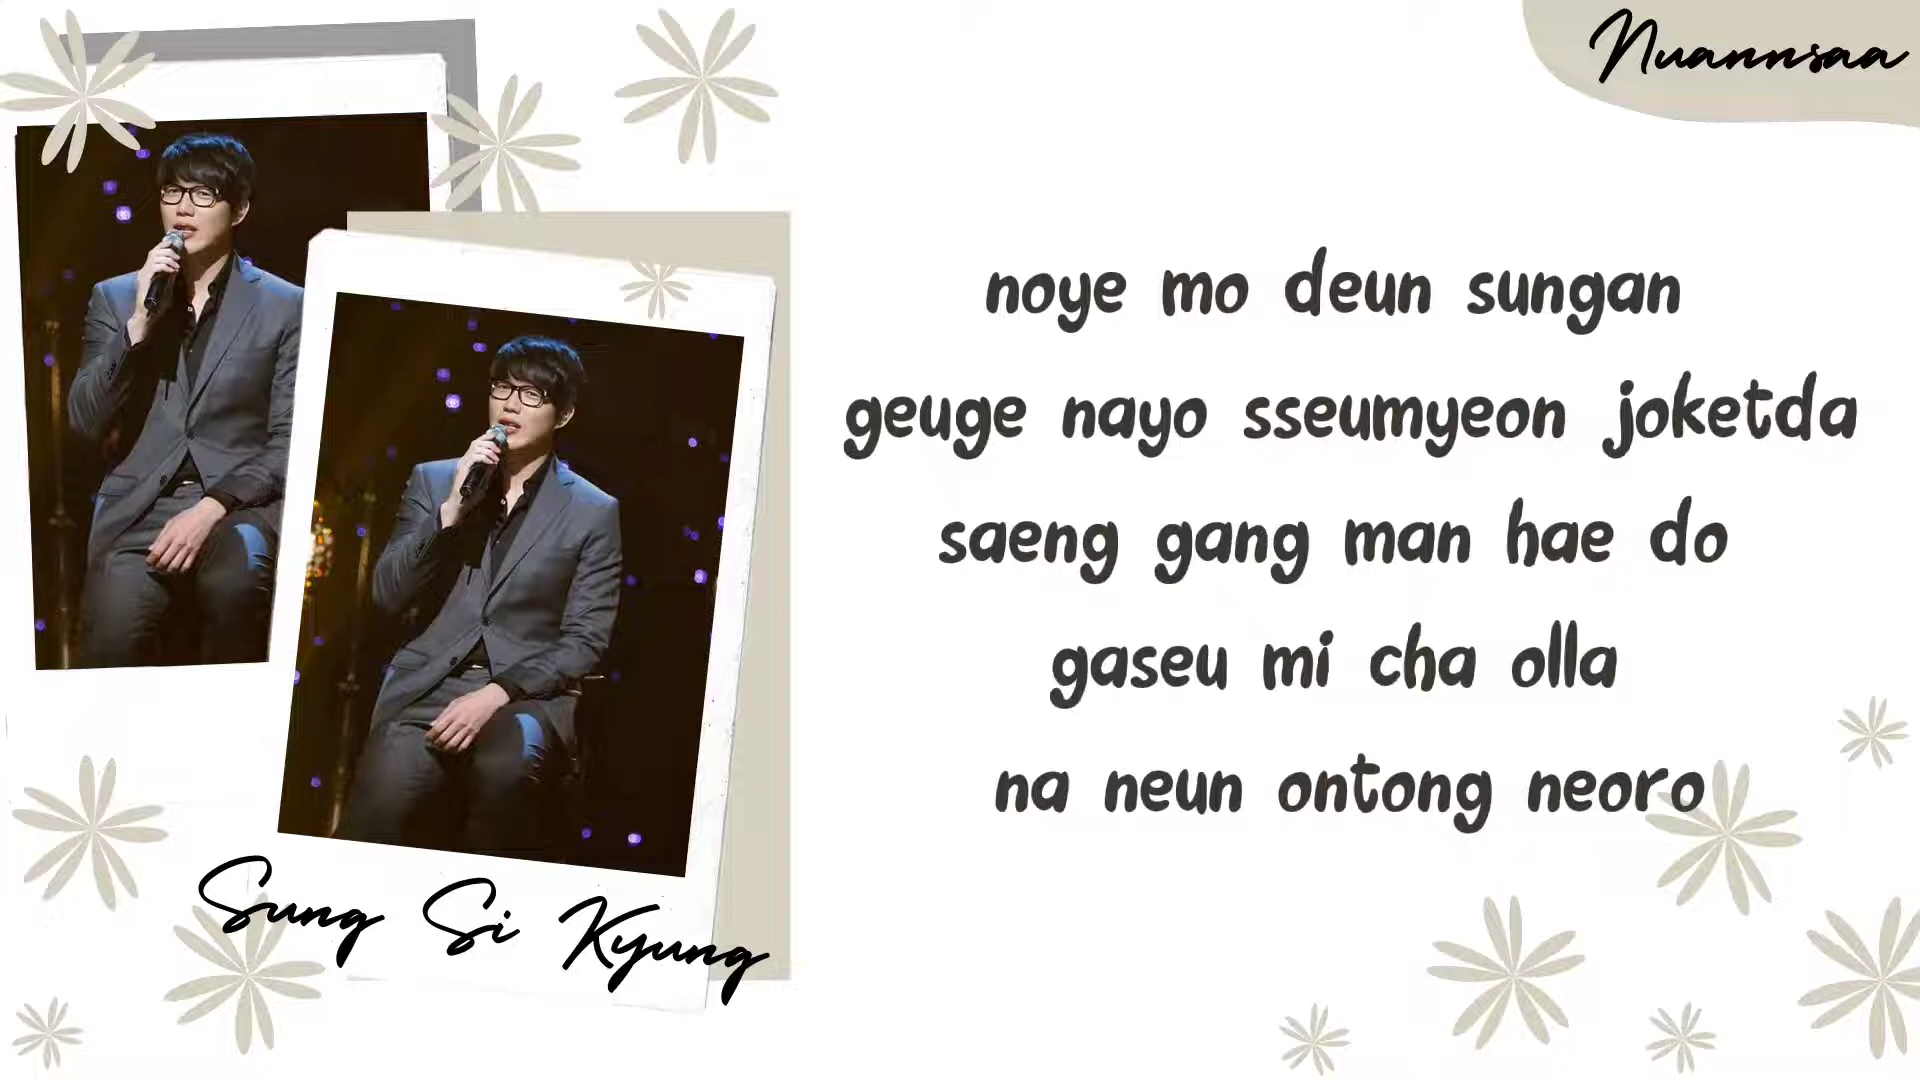 Nuannsaa
noye mo deun sungan
geuge nayo sseumyeon joketda
saeng gang man hae do
gaseu mi cha olla
na neun ontong neoro
Sung Si Kyung